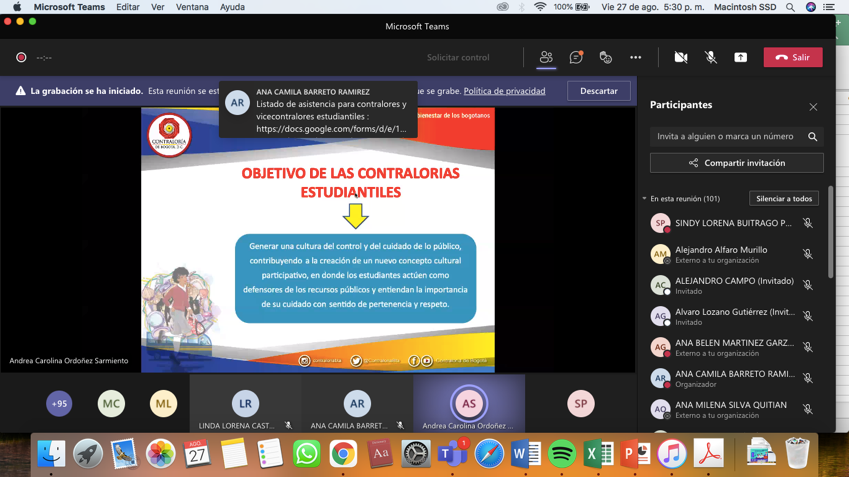 Microsoft Teams Editar Ver Ventana Ayuda
100% Vie 27 de ago. 5:30 p. m. Macintosh SSD
Microsoft Teams
--:--
Solicitar control
Salir
La grabación se ha iniciado. Esta reunión se est
que se grabe. Política de privacidad
Descartar
AR
ANA CAMILA BARRETO RAMIREZ
Listado de asistencia para contralores y
vicecontralores estudiantiles :
https://docs.google.com/forms/d/e/1...
bienestar de los bogotanos
CONTRALORÍA
DE BOGOTÁ, D.C.
OBJETIVO DE LAS CONTRALORIAS
ESTUDIANTILES
Generar una cultura del control y del cuidado de lo público,
contribuyendo a la creación de un nuevo concepto cultural
participativo, en donde los estudiantes actúen como
defensores de los recursos públicos y entiendan la importancia
de su cuidado con sentido de pertenencia y respeto.
Andrea Carolina Ordoñez Sarmiento
+95
MC
ML
LR
LINDA LORENA CAST...
AR
ANA CAMILA BARRET...
AS
Andrea Carolina Ordoñez ...
SP
Participantes
Invita a alguien o marca un número
Compartir invitación
En esta reunión (101)
Silenciar a todos
SP
SINDY LORENA BUITRAGO P...
AM
Alejandro Alfaro Murillo
Externo a tu organización
AC
ALEJANDRO CAMPO (Invitado)
Invitado
AG
Alvaro Lozano Gutiérrez (Invit...
Invitado
AG
ANA BELEN MARTINEZ GARZ...
Externo a tu organización
AR
ANA CAMILA BARRETO RAMI...
Organizador
AQ
ANA MILENA SILVA QUITIAN
Externo a tu organización
AGO
27
Aa
1